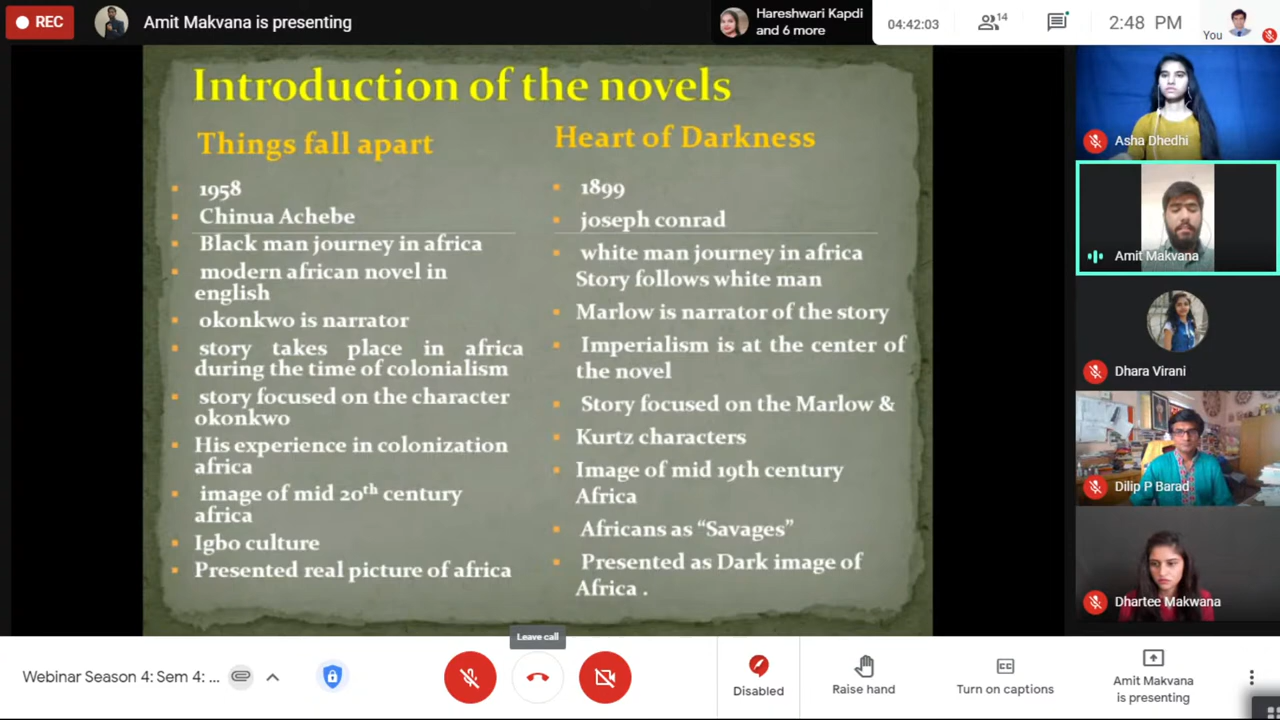 REC
Amit Makvana is presenting
Hareshwari Kapdi
and 6 more
04:42:03
14
2:48 PM
You
Introduction of the novels
Things fall apart
1958
Chinua Achebe
Black man journey in africa
modern african novel in
english
okonkwo is narrator
story takes place in africa
during the time of colonialism
story focused on the character
okonkwo
His experience in colonization
africa
image of mid 20th century
africa
Igbo culture
Presented real picture of africa
Heart of Darkness
1899
joseph conrad
white man journey in africa
Story follows white man
Marlow is narrator of the story
Imperialism is at the center of
the novel
Story focused on the Marlow &
Kurtz characters
Image of mid 19th century
Africa
Africans as “Savages”
Presented as Dark image of
Africa .
Asha Dhedhi
Amit Makvana
Dhara Virani
Dilip P Barad
Dhartee Makwana
Leave call
Webinar Season 4: Sem 4: ...
Disabled
Raise hand
CC
Turn on captions
Amit Makvana
is presenting